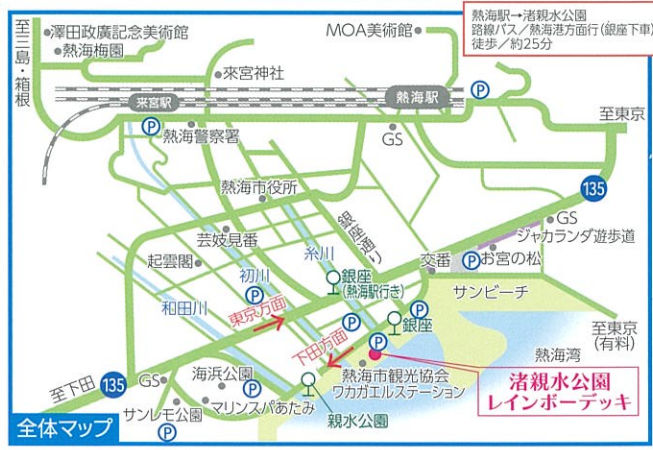 熱海駅→渚親水公園
路線バス／熱海港方面行(銀座下車)
徒歩／約25分
至三島・箱根
澤田政廣記念美術館
熱海梅園
MOA美術館
來宮神社
来宮駅
熱海駅
P
P
熱海警察署
GS
至東京
135
熱海市役所
銀座通り
GS
ジャカランダ遊歩道
芸妓見番
糸川
交番
P
お宮の松
起雲閣
初川
銀座
(熱海駅行き)
サンビーチ
P
P
和田川
東京方面
P
銀座
至東京
(有料)
下田方面
P
熱海湾
至下田
135
GS
海浜公園
P
熱海市観光協会
ワカガエルステーション
渚親水公園
レインボーデッキ
サンレモ公園
マリンスパあたみ
P
親水公園
全体マップ